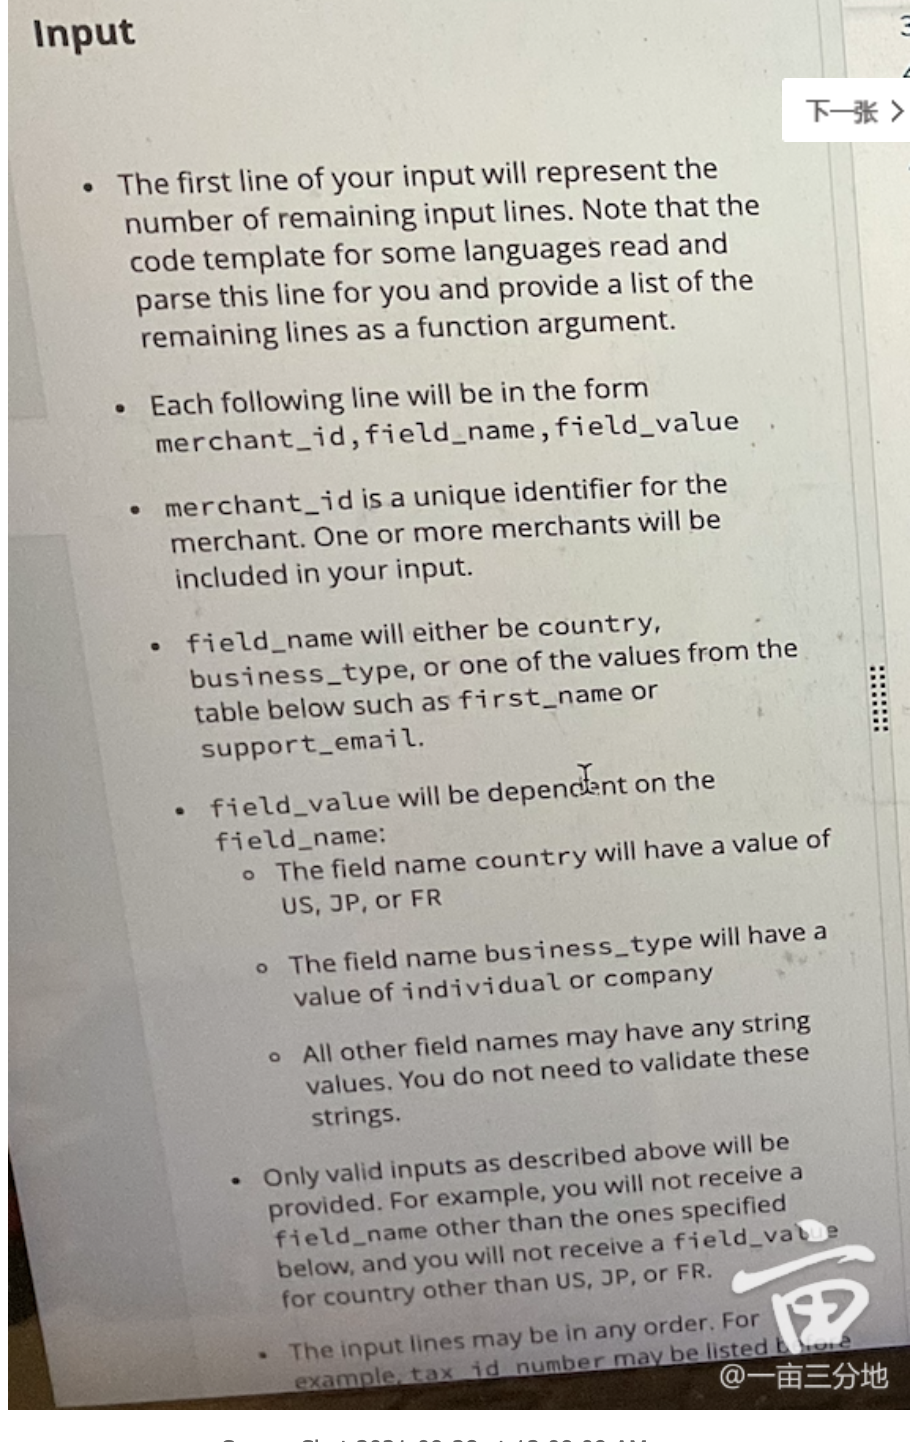 Input
3
下一张 >
• The first line of your input will represent the
number of remaining input lines. Note that the
code template for some languages read and
parse this line for you and provide a list of the
remaining lines as a function argument.
• Each following line will be in the form
merchant_id,field_name,field_value
• merchant_id is a unique identifier for the
merchant. One or more merchants will be
included in your input.
• field_name will either be country,
business_type, or one of the values from the
table below such as first_name or
support_email.
• field_value will be dependent on the
field_name:
o The field name country will have a value of
US, JP, or FR
o The field name business_type will have a
value of individual or company
o All other field names may have any string
values. You do not need to validate these
strings.
• Only valid inputs as described above will be
provided. For example, you will not receive a
field_name other than the ones specified
below, and you will not receive a field_value
for country other than US, JP, or FR.
• The input lines may be in any order. For
example, tax_id_number may be listed before
亩
@一亩三分地